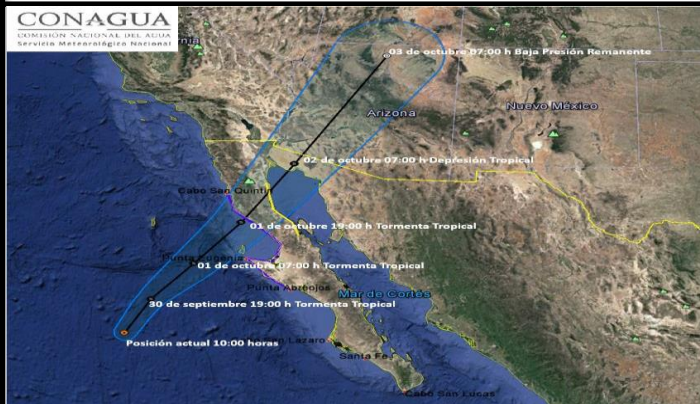 CONAGUA
COMISIÓN NACIONAL DEL AGUA
Servicio Meteorológico Nacional
03 de octubre 07:00 h Baja Presión Remanente
Arizona
Nuevo México
02 de octubre 07:00 h Depresión Tropical
Cabo San Quintín
01 de octubre 19:00 h Tormenta Tropical
Punta Eugenia
01 de octubre 07:00 h Tormenta Tropical
Punta Abreojos
Mar de Cortés
30 de septiembre 19:00 h Tormenta Tropical
Posición actual 10:00 horas
Lazaro
Santa Fe
Cabo San Lucas